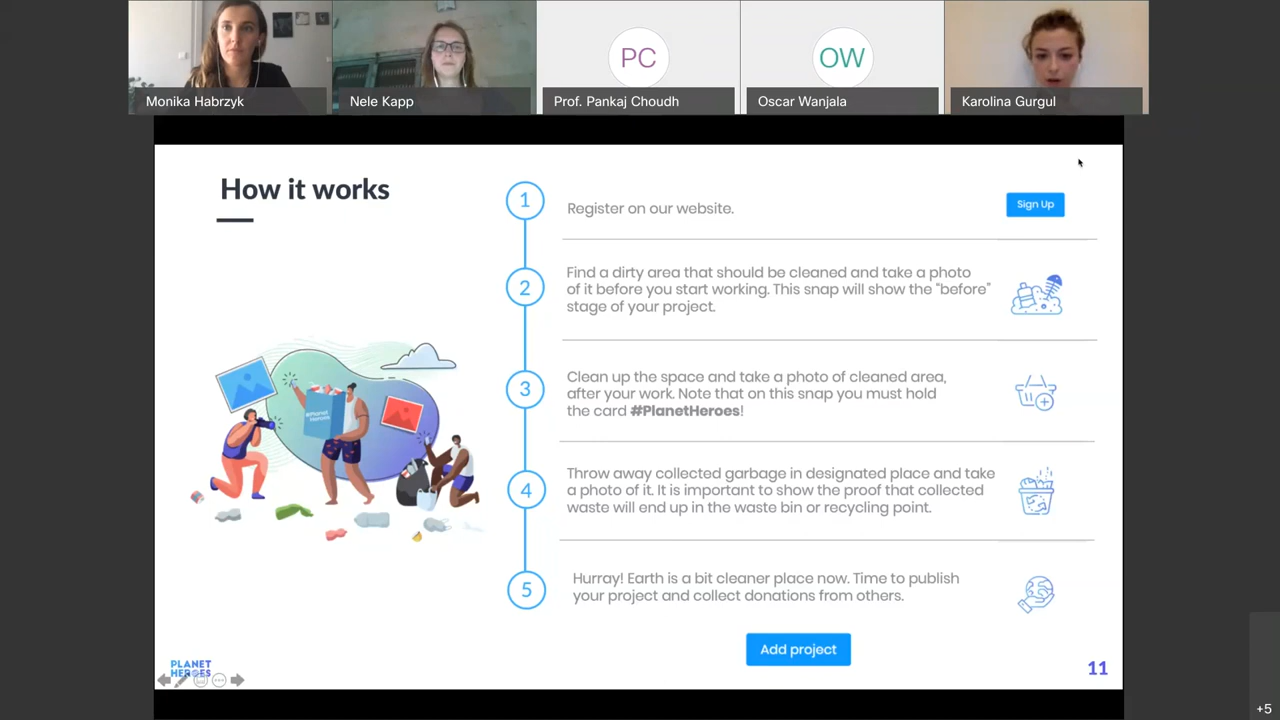 PC
OW
Monika Habrzyk
Nele Kapp
Prof. Pankaj Choudh
Oscar Wanjala
Karolina Gurgul
How it works
1
Register on our website.
Sign Up
2
Find a dirty area that should be cleaned and take a photo
of it before you start working. This snap will show the "before"
stage of your project.
3
Clean up the space and take a photo of cleaned area,
after your work. Note that on this snap you must hold
the card #PlanetHeroes!
#Planet
Heroes
4
Throw away collected garbage in designated place and take
a photo of it. It is important to show the proof that collected
waste will end up in the waste bin or recycling point.
5
Hurray! Earth is a bit cleaner place now. Time to publish
your project and collect donations from others.
Add project
PLANET
HEROES
11
+5